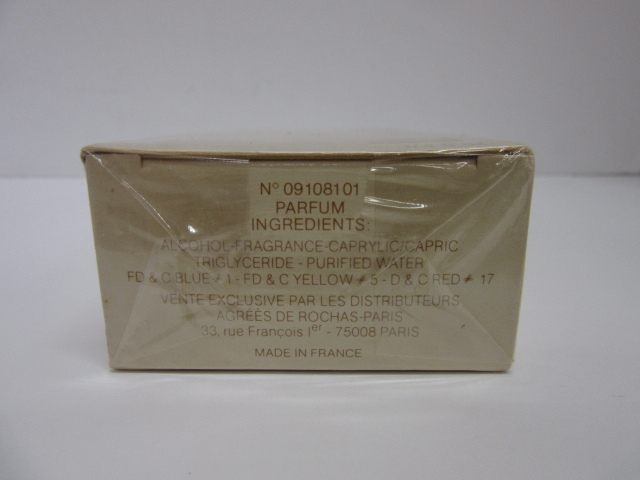 N° 09108101
PARFUM
INGREDIENTS:
ALCOHOL-FRAGRANCE-CAPRYLIC/CAPRIC
TRIGLYCERIDE - PURIFIED WATER
FD & C BLUE # 1 - FD & C YELLOW # 5 - D & C RED # 17
VENTE EXCLUSIVE PAR LES DISTRIBUTEURS
AGRÉES DE ROCHAS-PARIS
33, rue François Ier - 75008 PARIS
MADE IN FRANCE